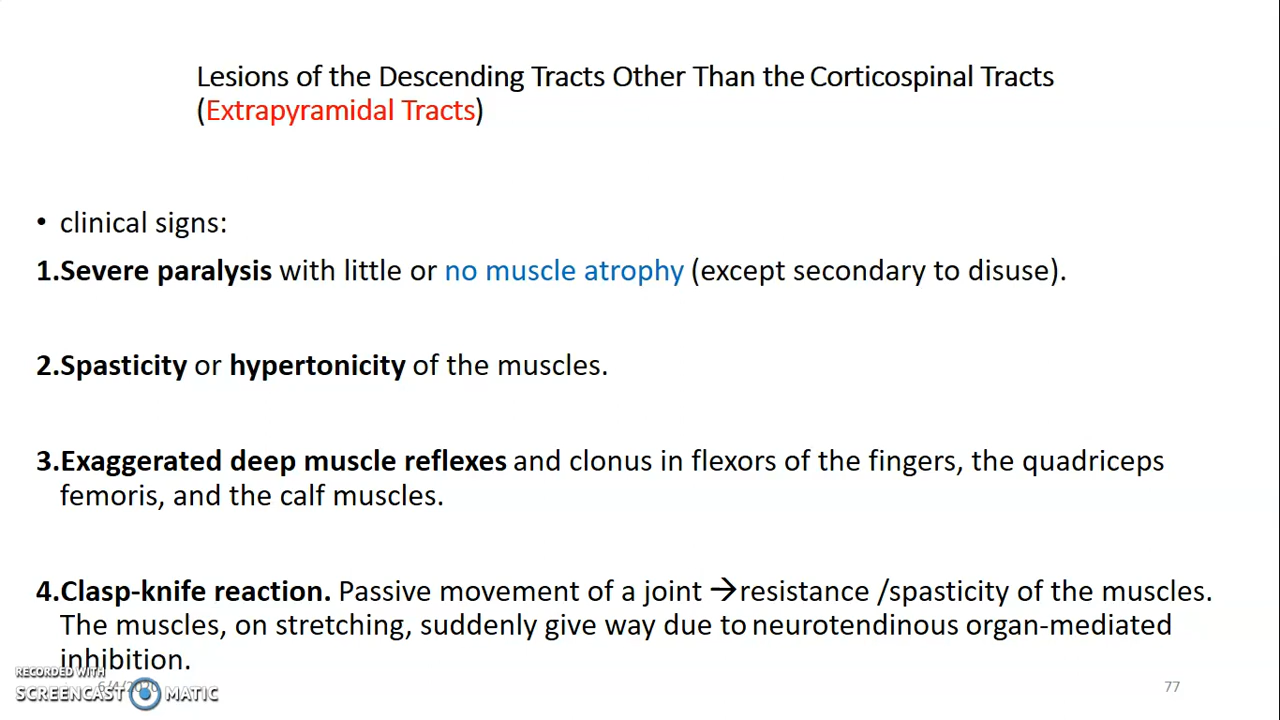 Lesions of the Descending Tracts Other Than the Corticospinal Tracts
(Extrapyramidal Tracts)
• clinical signs:
1.Severe paralysis with little or no muscle atrophy (except secondary to disuse).
2.Spasticity or hypertonicity of the muscles.
3.Exaggerated deep muscle reflexes and clonus in flexors of the fingers, the quadriceps
femoris, and the calf muscles.
4.Clasp-knife reaction. Passive movement of a joint →resistance /spasticity of the muscles.
The muscles, on stretching, suddenly give way due to neurotendinous organ-mediated
inhibition.
RECORDED WITH
SCREENCAST MATIC
77